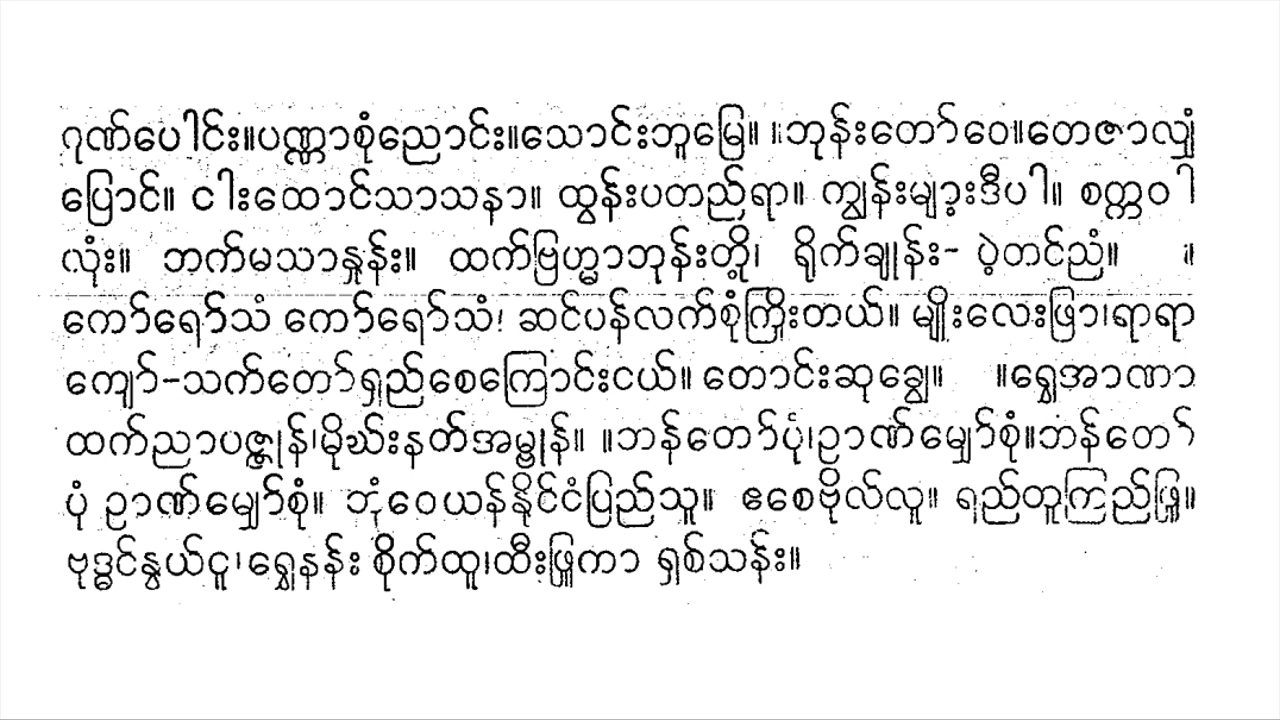 ဂုဏ်ပေါင်း။ပဏ္ဏာစုံညောင်း။သောင်းဘူမြေ။ ။ဘုန်းတော်ဝေ။တေဇာလျှံ
ပြောင်။ ငါးထောင်သာသနာ။ ထွန်းပတည်ရာ။ ကျွန်းမျာ့းဒီပါ။ စက္ကဝါ
လုံး။ ဘက်မသာနှုန်း။ ထက်ဗြဟ္မာဘုန်းတို့၊ ရိုက်ချုန်း- ပွဲ့တင်ညံ။ ။
ကော်ရော်သံ ကော်ရော်သံ၊ ဆင်ပန်လက်စုံကြိုးတယ်။ မျိုးလေးဖြာ၊ရာရာ
ကျော်-သက်တော်ရှည်စေကြောင်းငယ်။ တောင်းဆုချွေ။ ။ရွှေအာဏာ
ထက်ညာပဇ္ဇုန်၊မိုဃ်းနတ်အမ္ဗုန်။ ။ဘန်တော်ပုံ၊ဥာဏ်မျှော်စုံ။ဘန်တော်
ပုံ ဥာဏ်မျှော်စုံ။ ဘုံဝေယန်နိုင်ငံပြည်သူ။ ဧစေဗိုလ်လူ။ ရည်တူကြည်ဖြူ။
ဗုဒ္ဓင်နွယ်ငူ၊ရွှေနန်း စိုက်ထူ၊ထီးဖြူကာ ရှစ်သန်း။